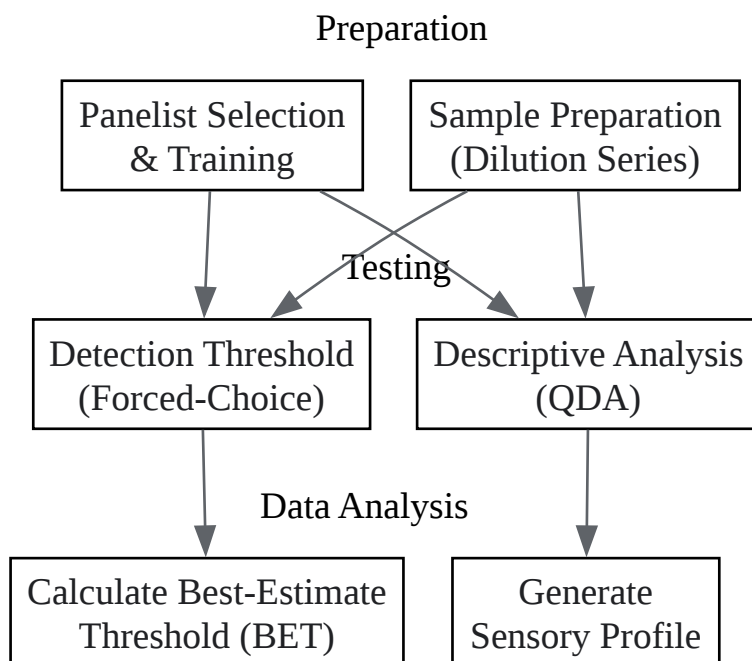 Preparation
Panelist Selection
& Training
Sample Preparation
(Dilution Series)
Testing
Detection Threshold
(Forced-Choice)
Descriptive Analysis
(QDA)
Data Analysis
Calculate Best-Estimate
Threshold (BET)
Generate
Sensory Profile